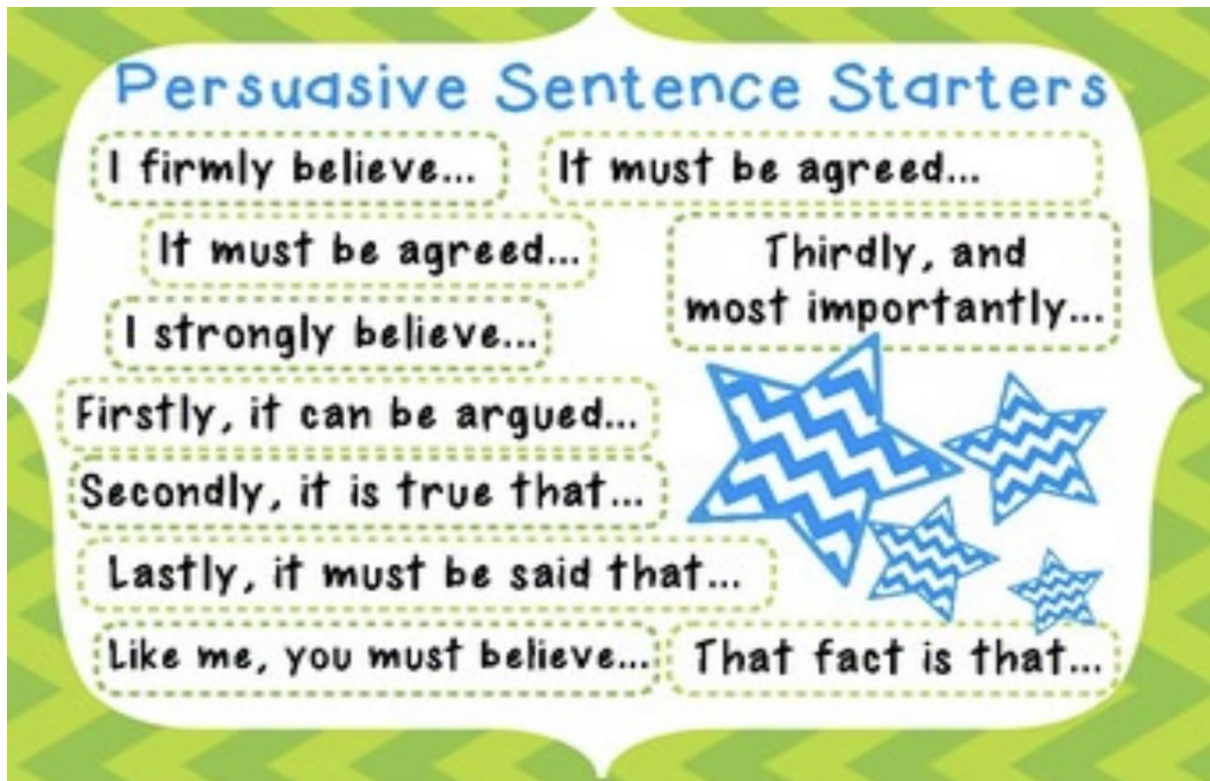 Persuasive Sentence Starters
I firmly believe...
It must be agreed...
It must be agreed...
Thirdly, and
most importantly...
I strongly believe...
Firstly, it can be argued...
Secondly, it is true that...
Lastly, it must be said that...
Like me, you must believe...
That fact is that...